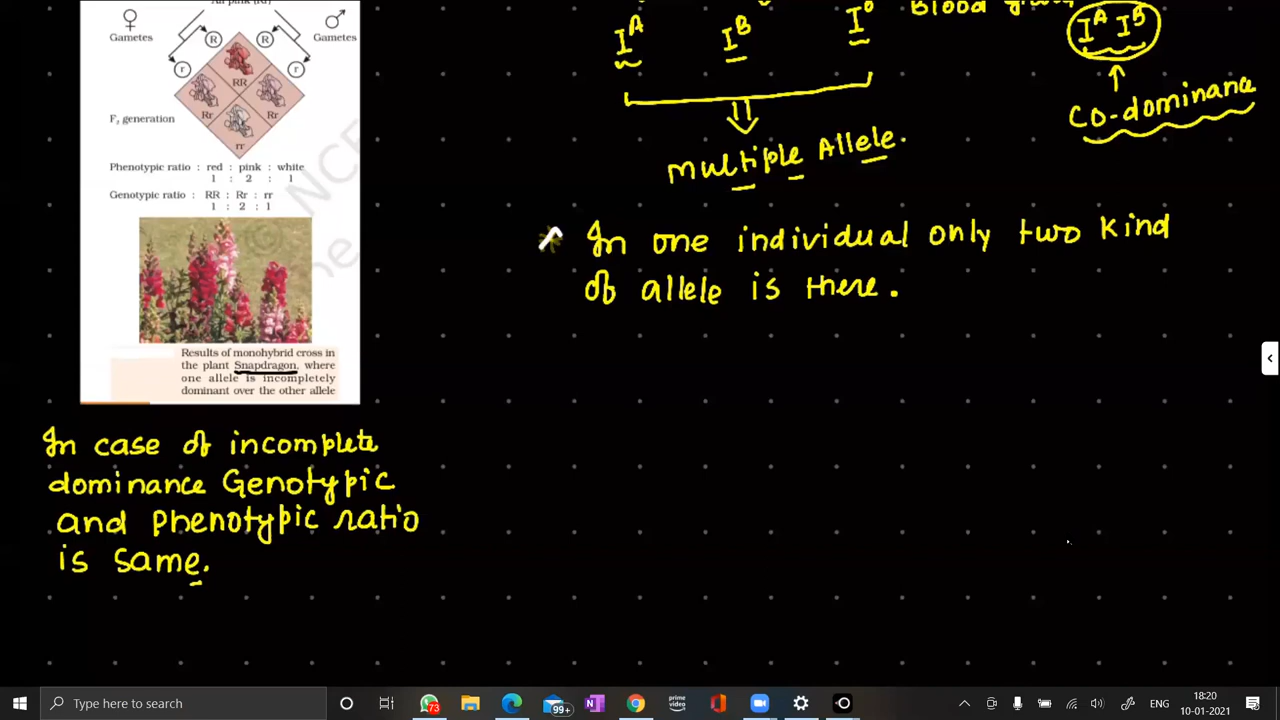 Gametes
Gametes
R
R
r
r
RR
Rr
Rr
rr
F2 generation
Phenotypic ratio : red : pink : white
1 : 2 : 1
Genotypic ratio : RR : Rr : rr
1 : 2 : 1
Results of monohybrid cross in
the plant Snapdragon, where
one allele is incompletely
dominant over the other allele
In case of incomplete
dominance Genotypic
and Phenotypic ratio
is same.
Blood
I^A I^B
I^A I^B
Co-dominance
Multiple Allele.
* In one individual only two kind
of allele is there.
Type here to search
73
99+
prime
video
ENG
18:20
10-01-2021